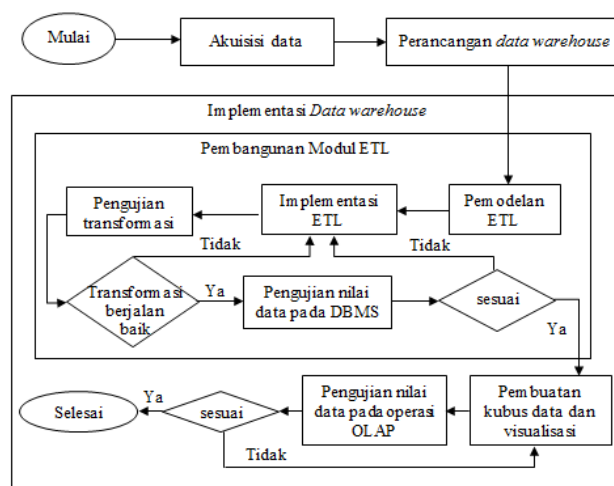 Mulai
Akuisisi data
Perancangan data warehouse
Implementasi Data warehouse
Pembangunan Modul ETL
Pengujian
transformasi
Implementasi
ETL
Pemodelan
ETL
Tidak
Tidak
Transformasi
berjalan
baik
Ya
Pengujian nilai
data pada DBMS
sesuai
Ya
Selesai
Ya
sesuai
Pengujian nilai
data pada operasi
OLAP
Pembuatan
kubus data dan
visualisasi
Tidak